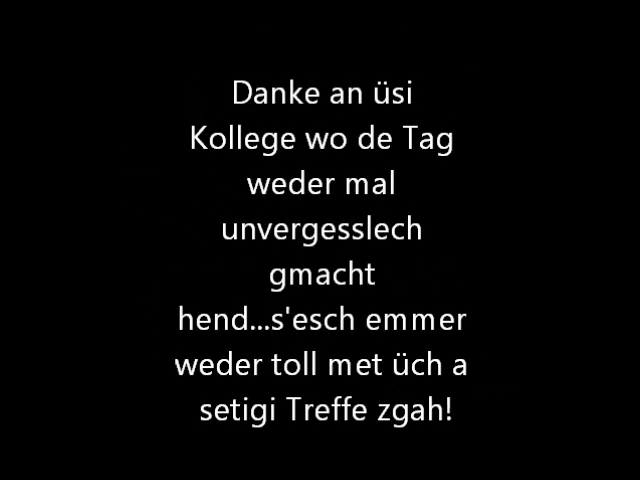 Danke an üsi
Kollege wo de Tag
weder mal
unvergesslech
gmacht
hend...s'esch emmer
weder toll met üch a
setigi Treffe zgah!